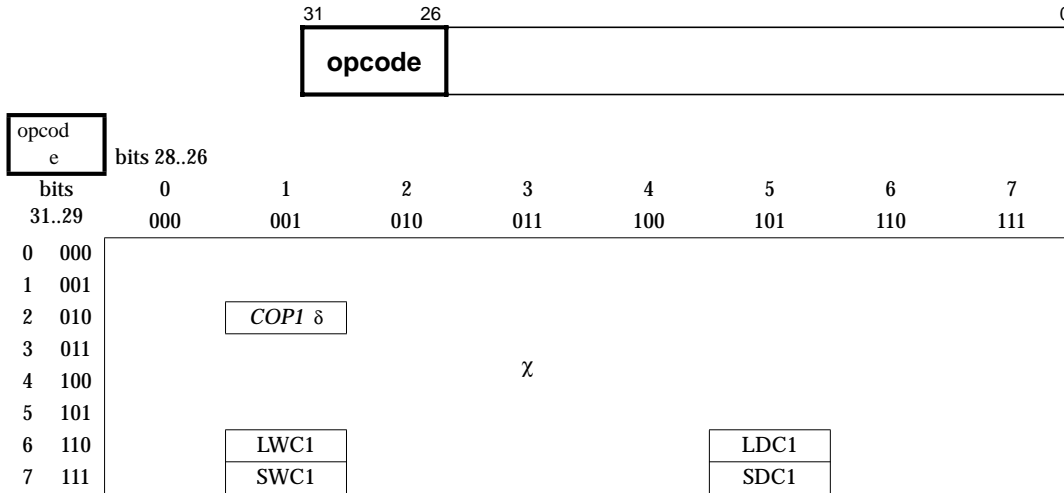 31 26 0
opcode
opcod
e
bits 28..26
bits 0 1 2 3 4 5 6 7
31..29 000 001 010 011 100 101 110 111
0 000
1 001
2 010 COP1 δ
3 011
χ
4 100
5 101
6 110 LWC1 LDC1
7 111 SWC1 SDC1